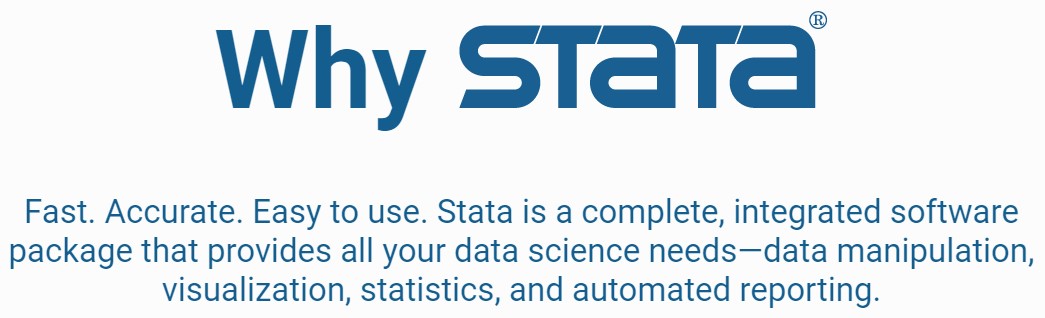 Why Stata®
Fast. Accurate. Easy to use. Stata is a complete, integrated software
package that provides all your data science needs—data manipulation,
visualization, statistics, and automated reporting.